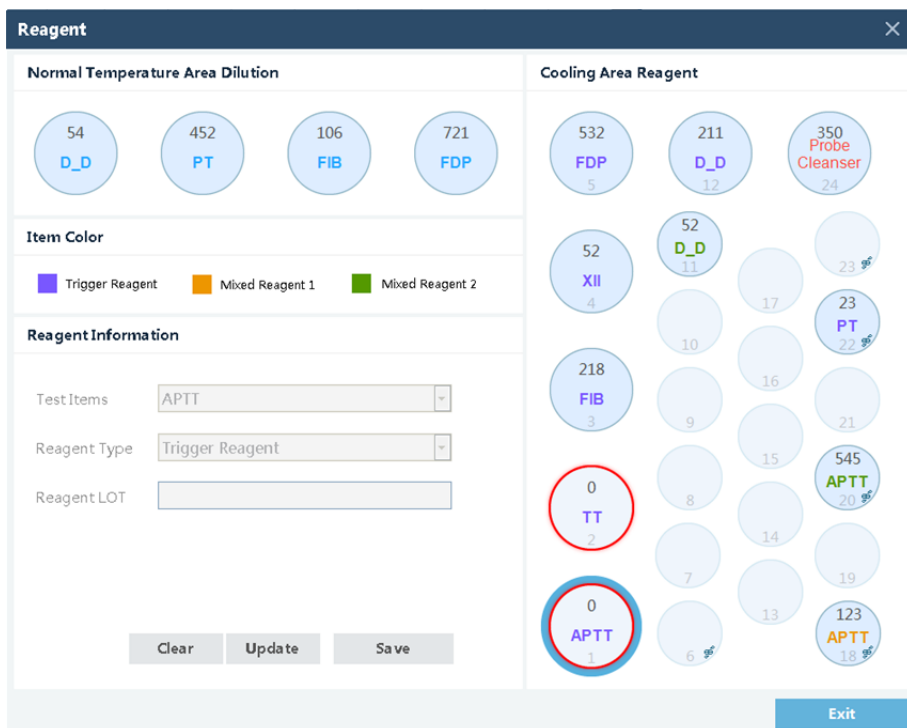 Reagent
Normal Temperature Area Dilution
54
D_D
452
PT
106
FIB
721
FDP
Item Color
Trigger Reagent
Mixed Reagent 1
Mixed Reagent 2
Reagent Information
Test Items
APTT
Reagent Type
Trigger Reagent
Reagent LOT
Clear
Update
Save
Cooling Area Reagent
532
FDP
5
211
D_D
12
350
Probe
Cleanser
24
52
XII
4
52
D_D
11
10
9
8
7
6
17
16
15
14
13
23
23
PT
22
21
545
APTT
20
19
123
APTT
18
218
FIB
3
0
TT
2
0
APTT
1
Exit